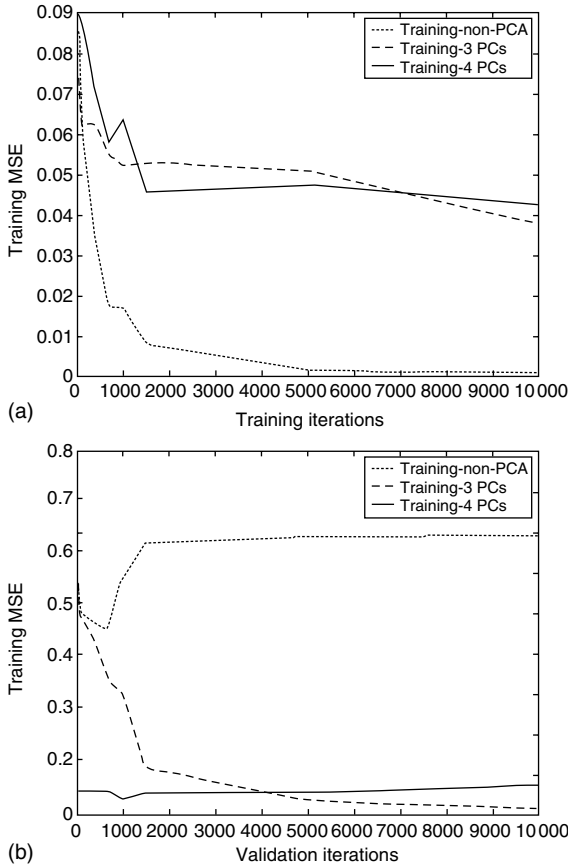 0.09
0.08
0.07
0.06
0.05
0.04
0.03
0.02
0.01
0
Training MSE
Training-non-PCA
Training-3 PCs
Training-4 PCs
0 1000 2000 3000 4000 5000 6000 7000 8000 9000 10 000
(a)
Training iterations
0.8
0.7
0.6
0.5
0.4
0.3
0.2
0
Training MSE
Training-non-PCA
Training-3 PCs
Training-4 PCs
0 1000 2000 3000 4000 5000 6000 7000 8000 9000 10 000
(b)
Validation iterations